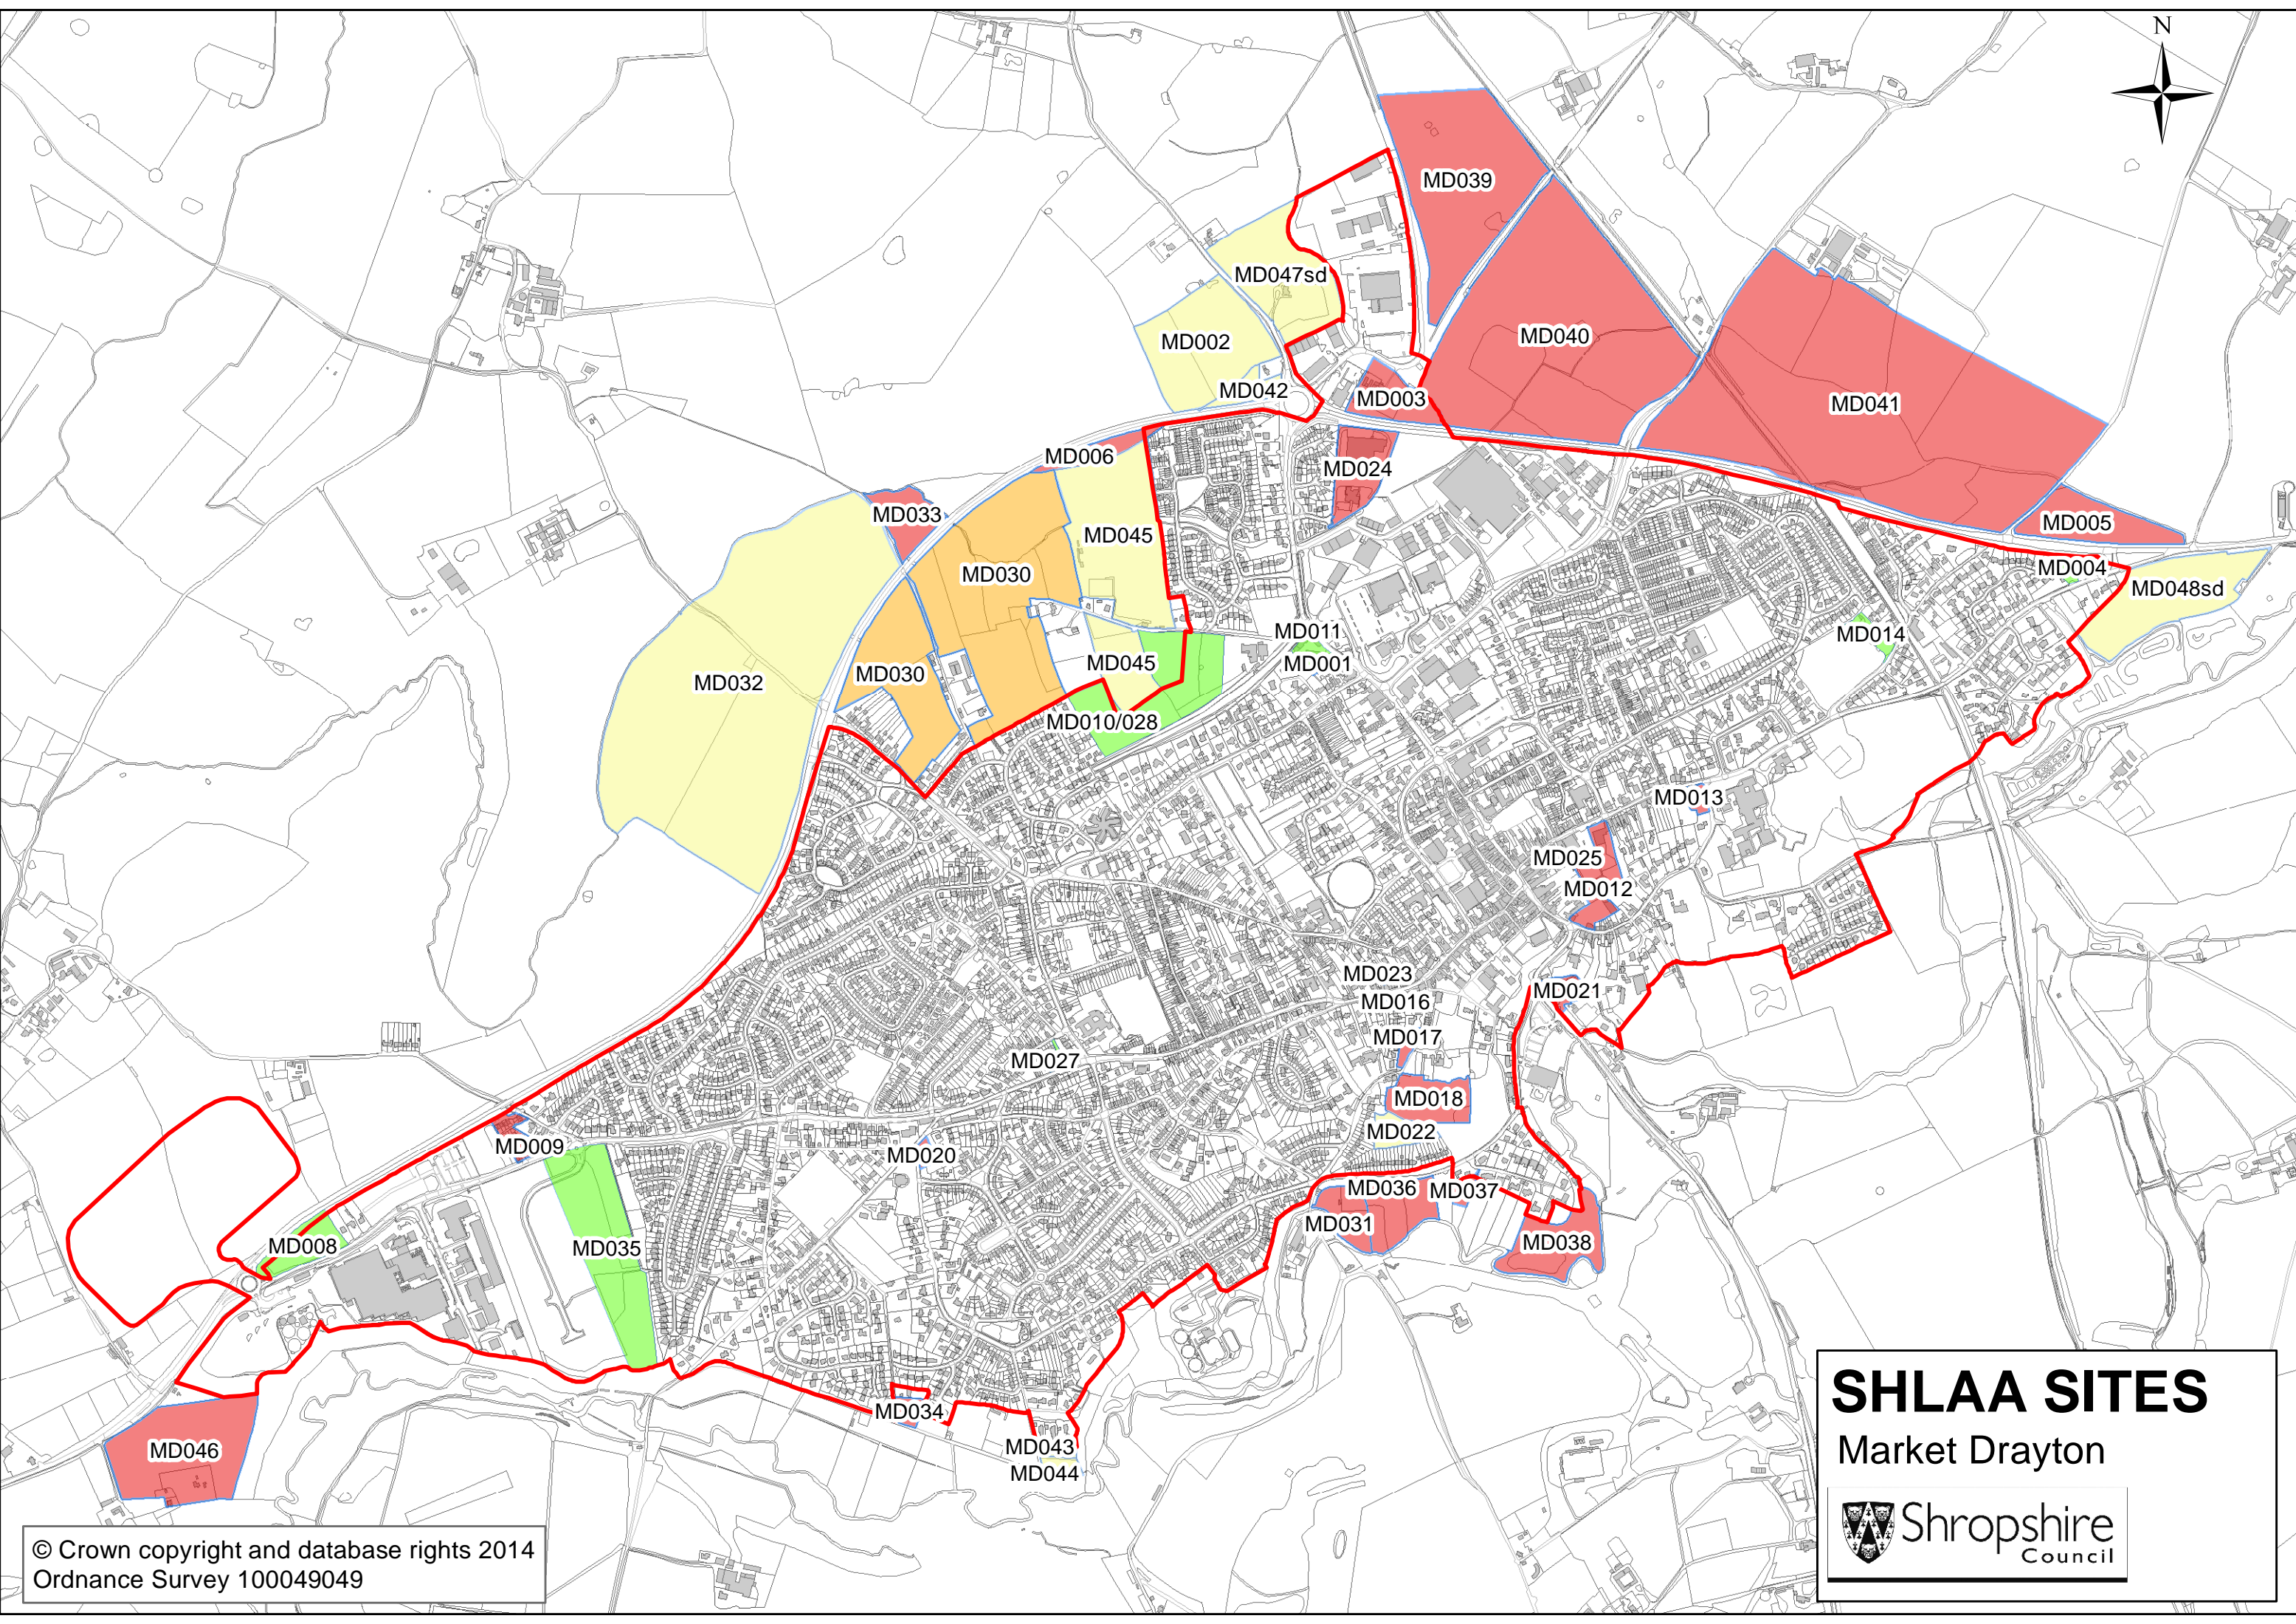 N
MD039
MD047sd
MD040
MD002
MD042
MD003
MD041
MD006
MD024
MD033
MD005
MD045
MD030
MD004
MD048sd
MD011
MD014
MD001
MD045
MD030
MD032
MD010/028
MD013
MD025
MD012
MD023
MD021
MD016
MD017
MD027
MD018
MD022
MD009
MD020
MD036
MD037
MD031
MD038
MD008
MD035
MD034
MD043
MD046
MD044
SHLAA SITES
Market Drayton
Shropshire
Council
© Crown copyright and database rights 2014
Ordnance Survey 100049049